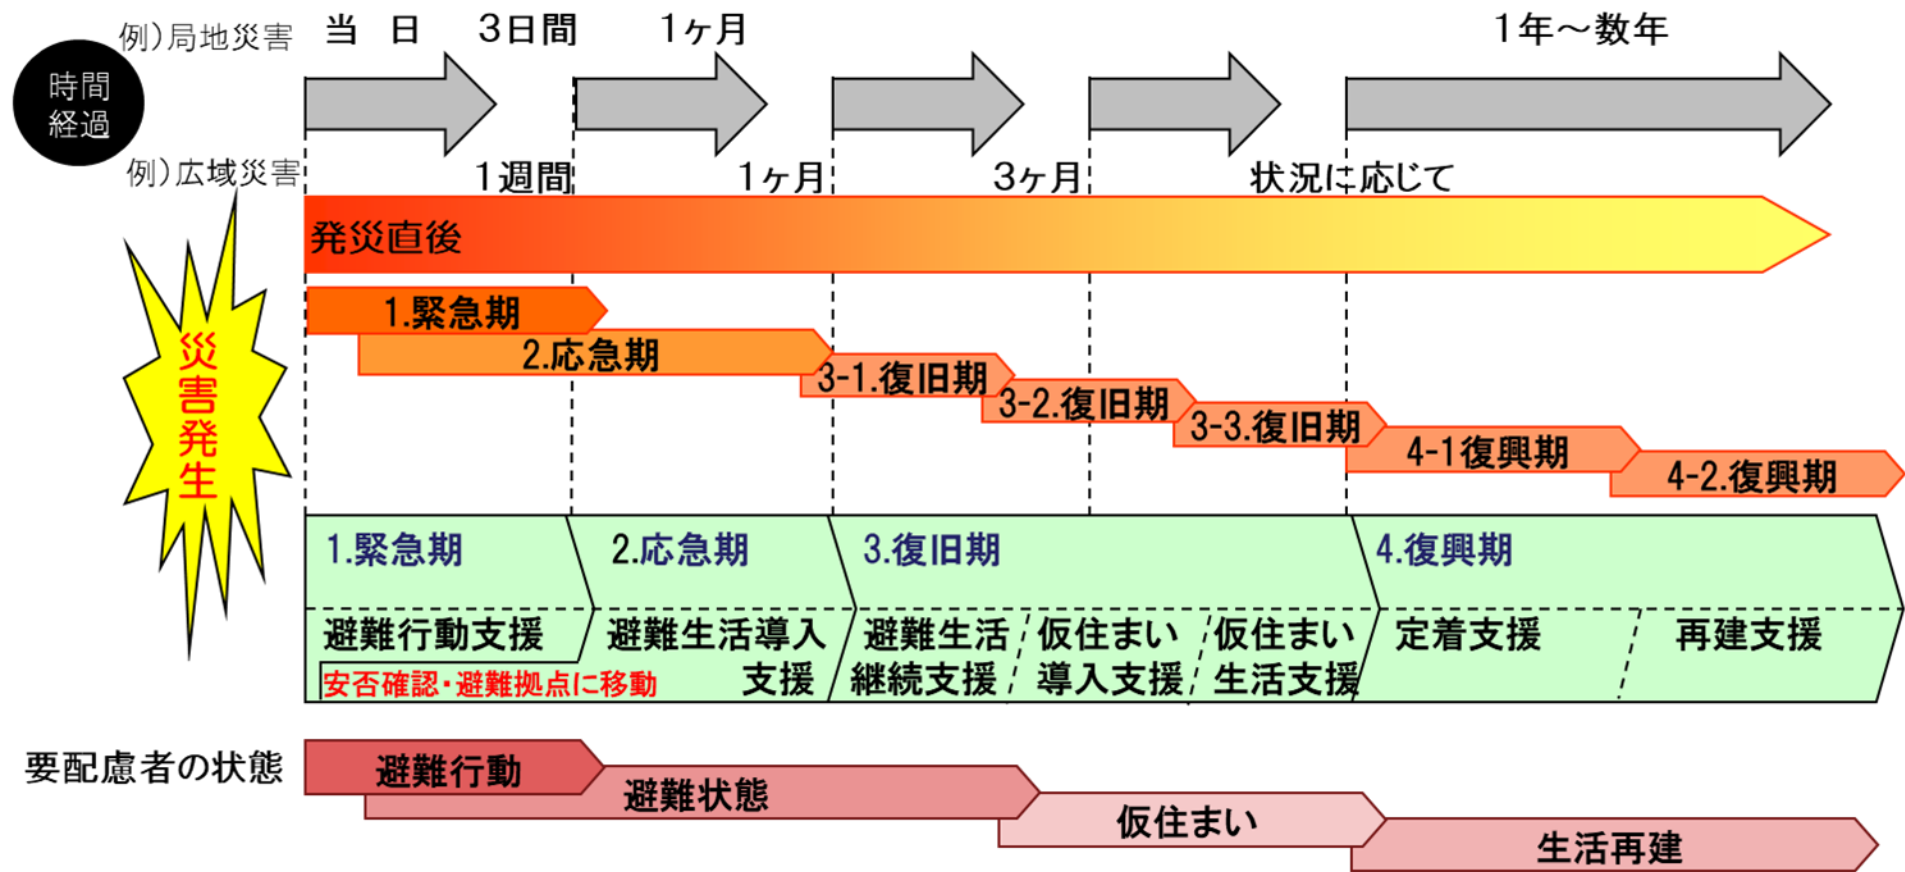 例）局地災害 当 日 3日間 1ヶ月 1年～数年
時間
経過
例）広域災害 1週間 1ヶ月 3ヶ月 状況に応じて
発災直後
災害発生
1.緊急期
2.応急期
3-1.復旧期
3-2.復旧期
3-3.復旧期
4-1復興期
4-2.復興期
1.緊急期 2.応急期 3.復旧期 4.復興期
避難行動支援
安否確認・避難拠点に移動
避難生活導入
支援
避難生活
継続支援
仮住まい
導入支援
仮住まい
生活支援
定着支援
再建支援
要配慮者の状態
避難行動
避難状態
仮住まい
生活再建